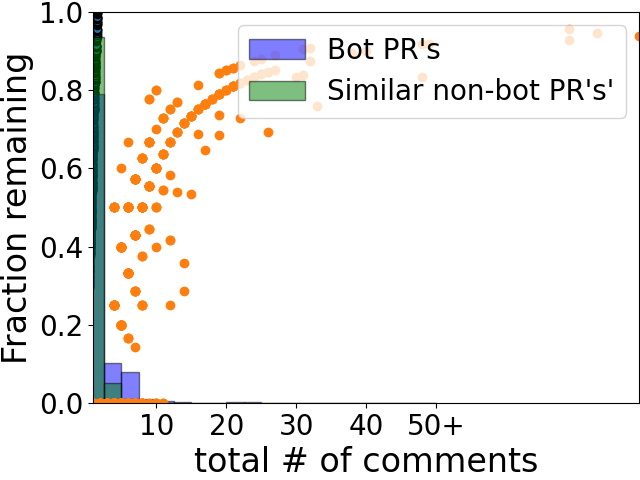 1.0
0.8
0.6
0.4
0.2
0.0
Fraction remaining
Bot PR's
Similar non-bot PR's'
10 20 30 40 50+
total # of comments